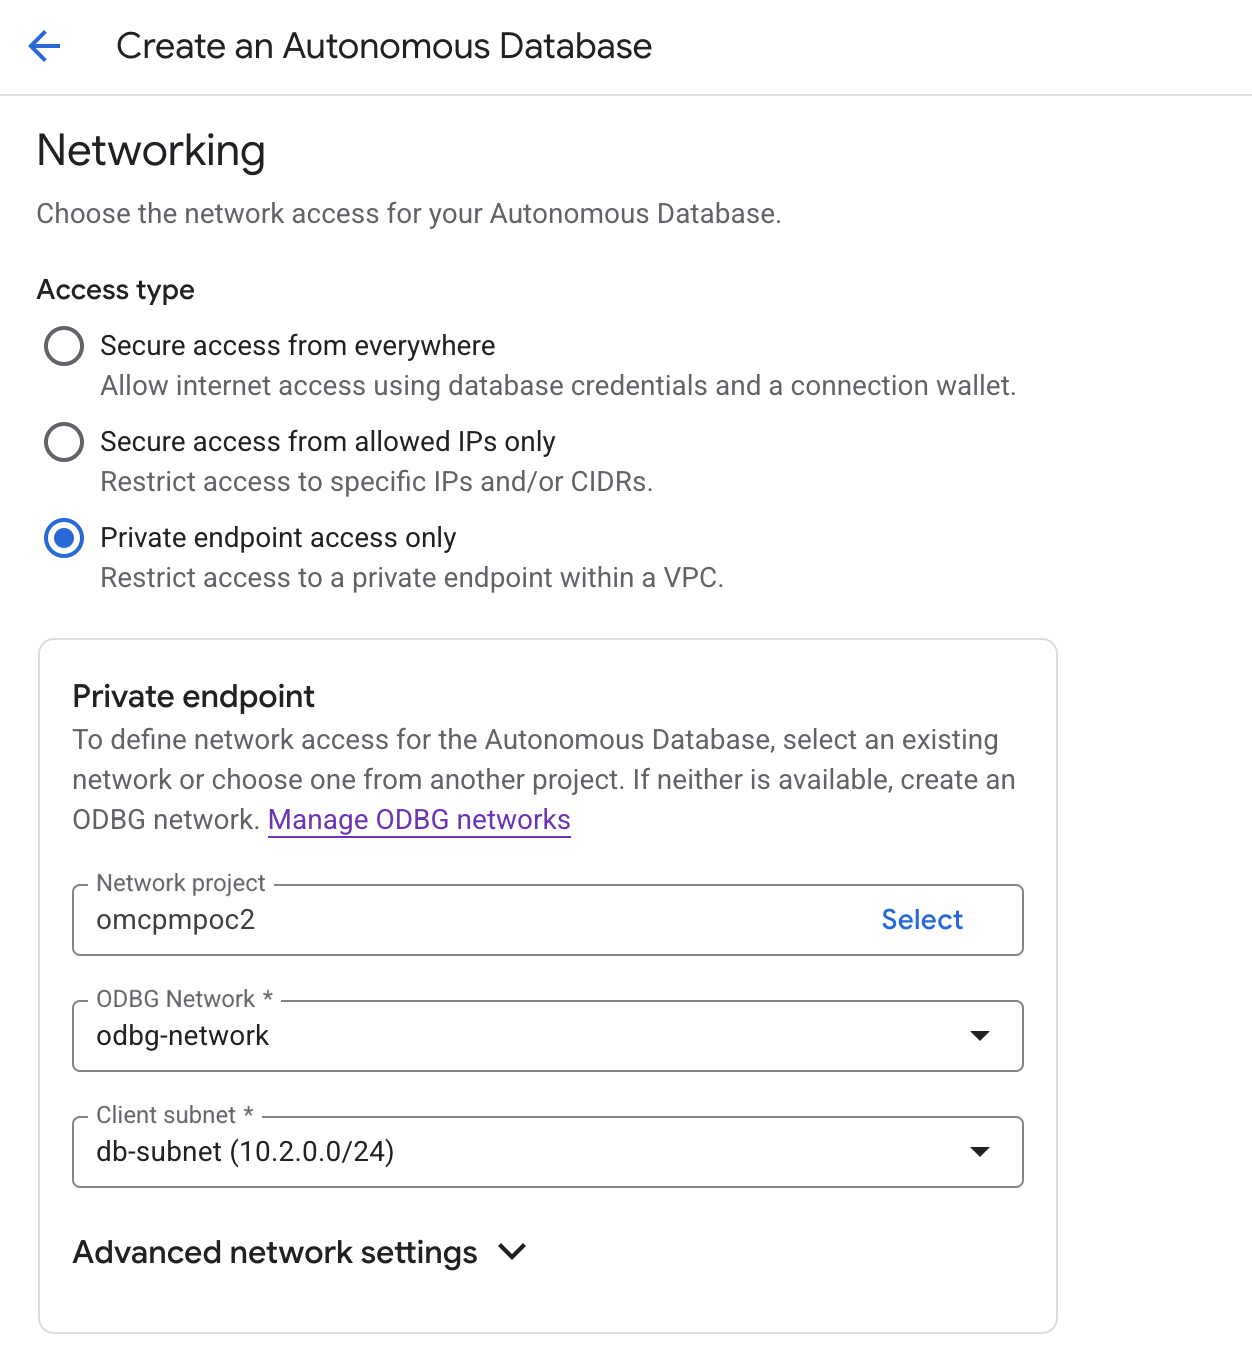 Create an Autonomous Database
Networking
Choose the network access for your Autonomous Database.
Access type
Secure access from everywhere
Allow internet access using database credentials and a connection wallet.
Secure access from allowed IPs only
Restrict access to specific IPs and/or CIDRs.
Private endpoint access only
Restrict access to a private endpoint within a VPC.
Private endpoint
To define network access for the Autonomous Database, select an existing
network or choose one from another project. If neither is available, create an
ODBG network. Manage ODBG networks
Network project
omcpmpoc2 Select
ODBG Network *
odbg-network
Client subnet *
db-subnet (10.2.0.0/24)
Advanced network settings